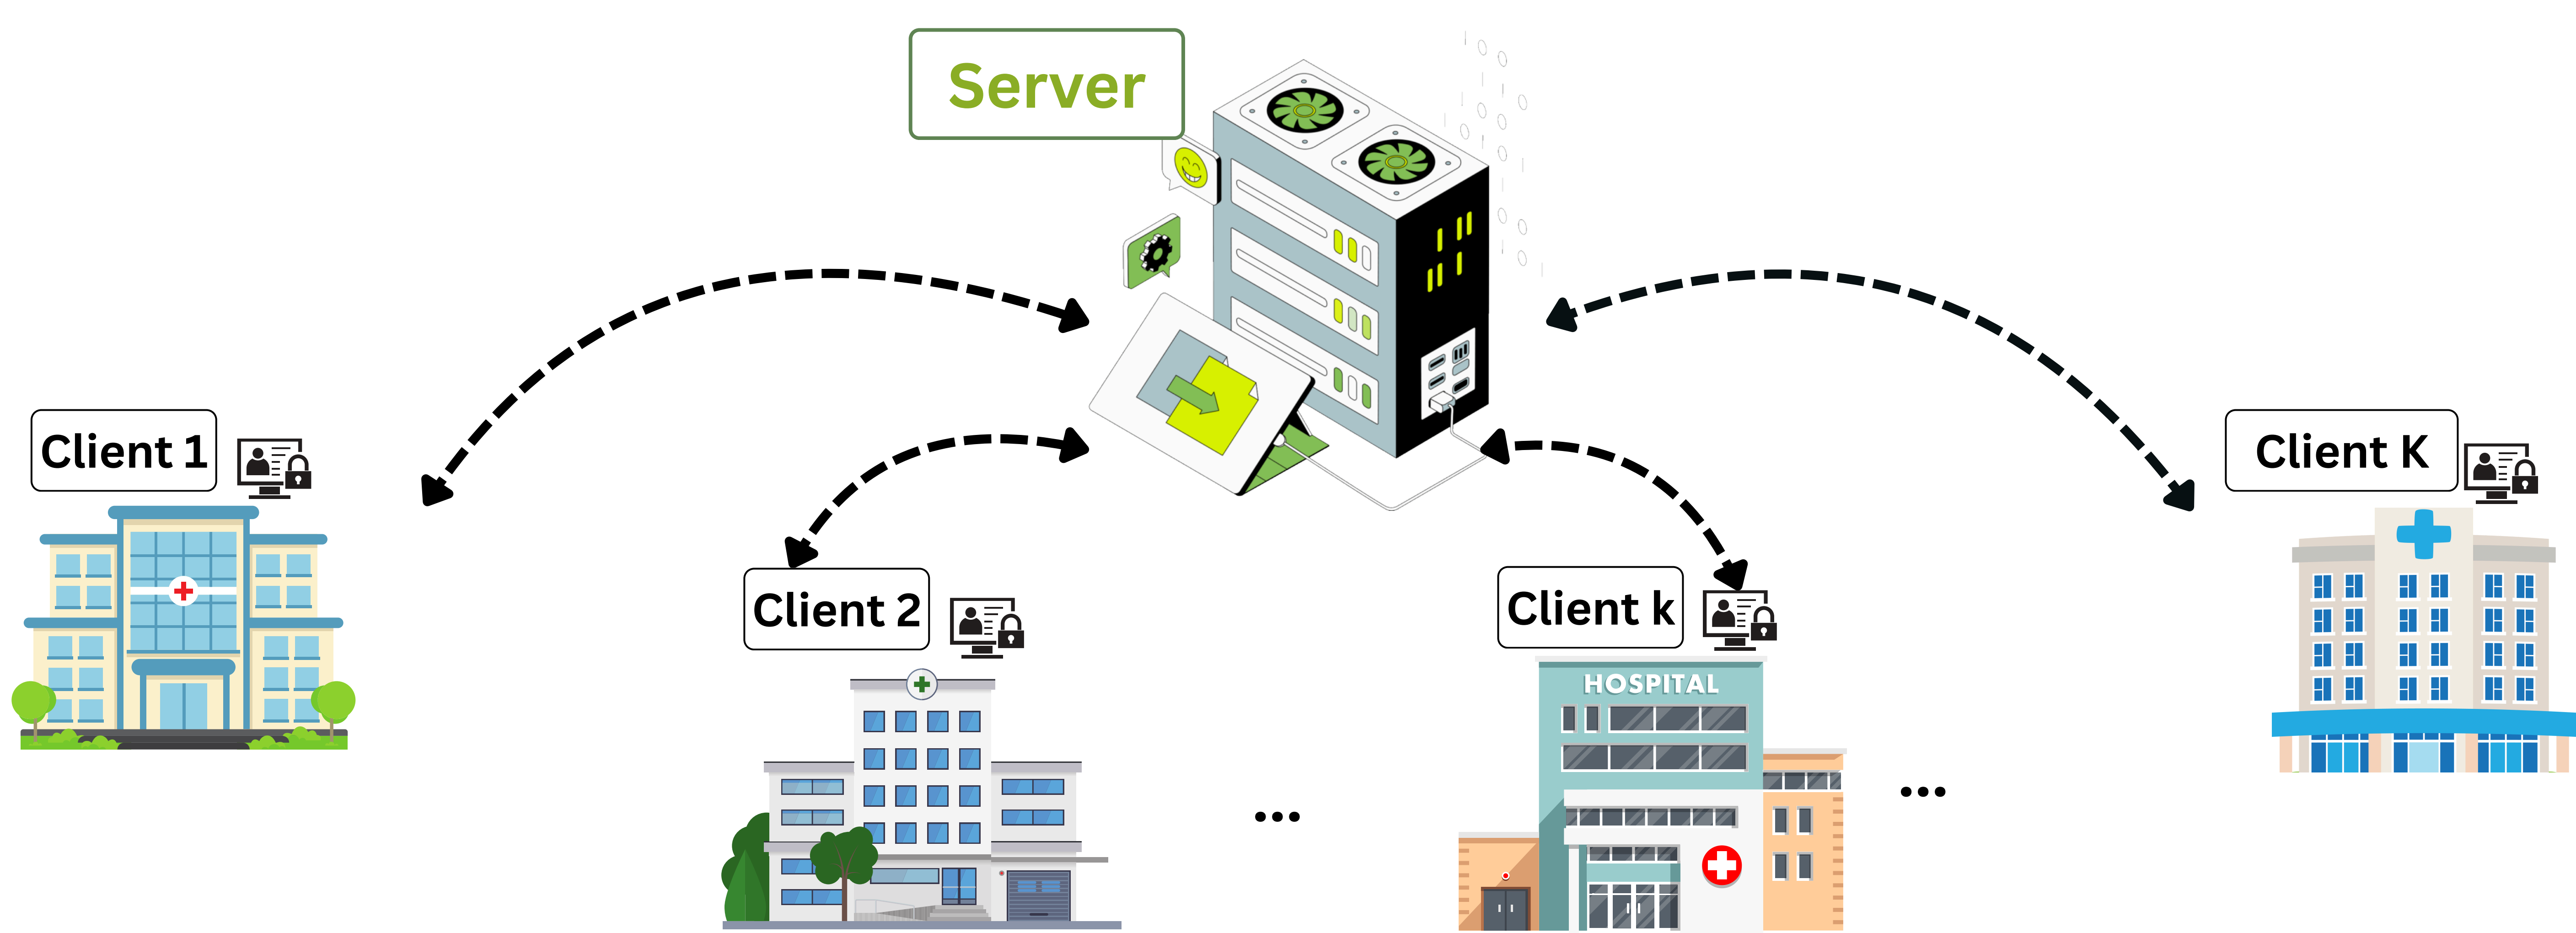 Server
Client 1
Client K
Client 2
...
Client k
HOSPITAL
...